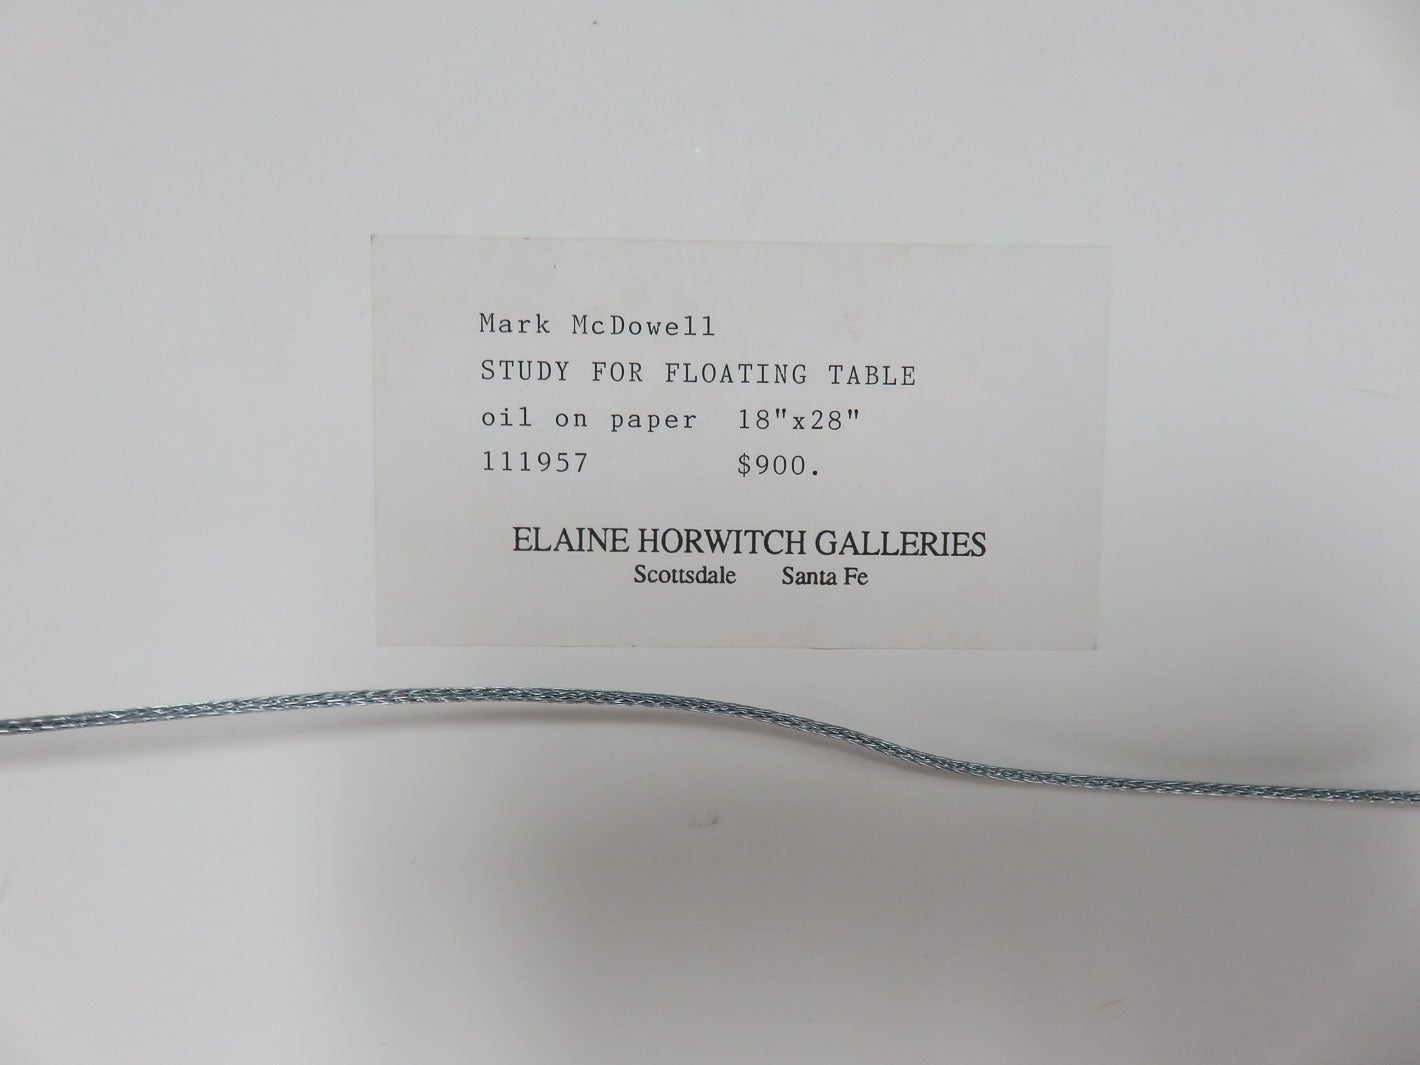 Mark McDowell
STUDY FOR FLOATING TABLE
oil on paper 18"x28"
111957 $900.
ELAINE HORWITCH GALLERIES
Scottsdale Santa Fe